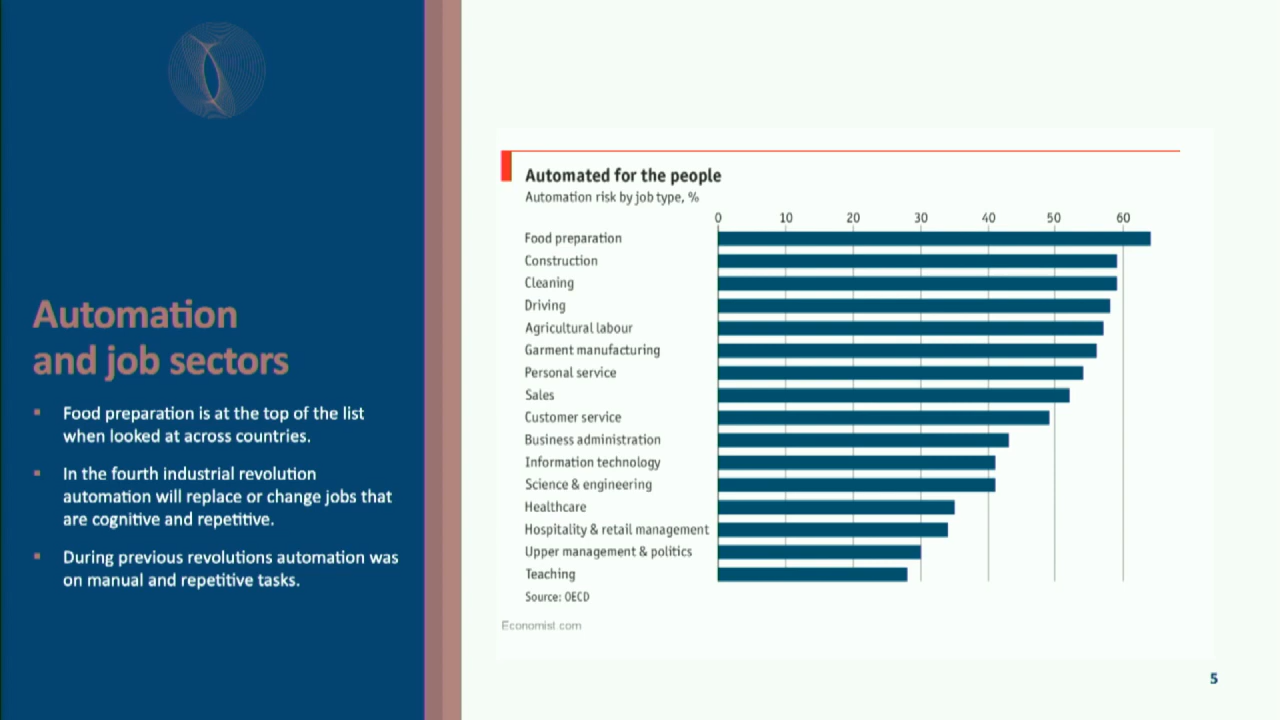 Automation
and job sectors
▪ Food preparation is at the top of the list
when looked at across countries.
▪ In the fourth industrial revolution
automation will replace or change jobs that
are cognitive and repetitive.
▪ During previous revolutions automation was
on manual and repetitive tasks.
Automated for the people
Automation risk by job type, %
0 10 20 30 40 50 60
Food preparation
Construction
Cleaning
Driving
Agricultural labour
Garment manufacturing
Personal service
Sales
Customer service
Business administration
Information technology
Science & engineering
Healthcare
Hospitality & retail management
Upper management & politics
Teaching
Source: OECD
Economist.com
5